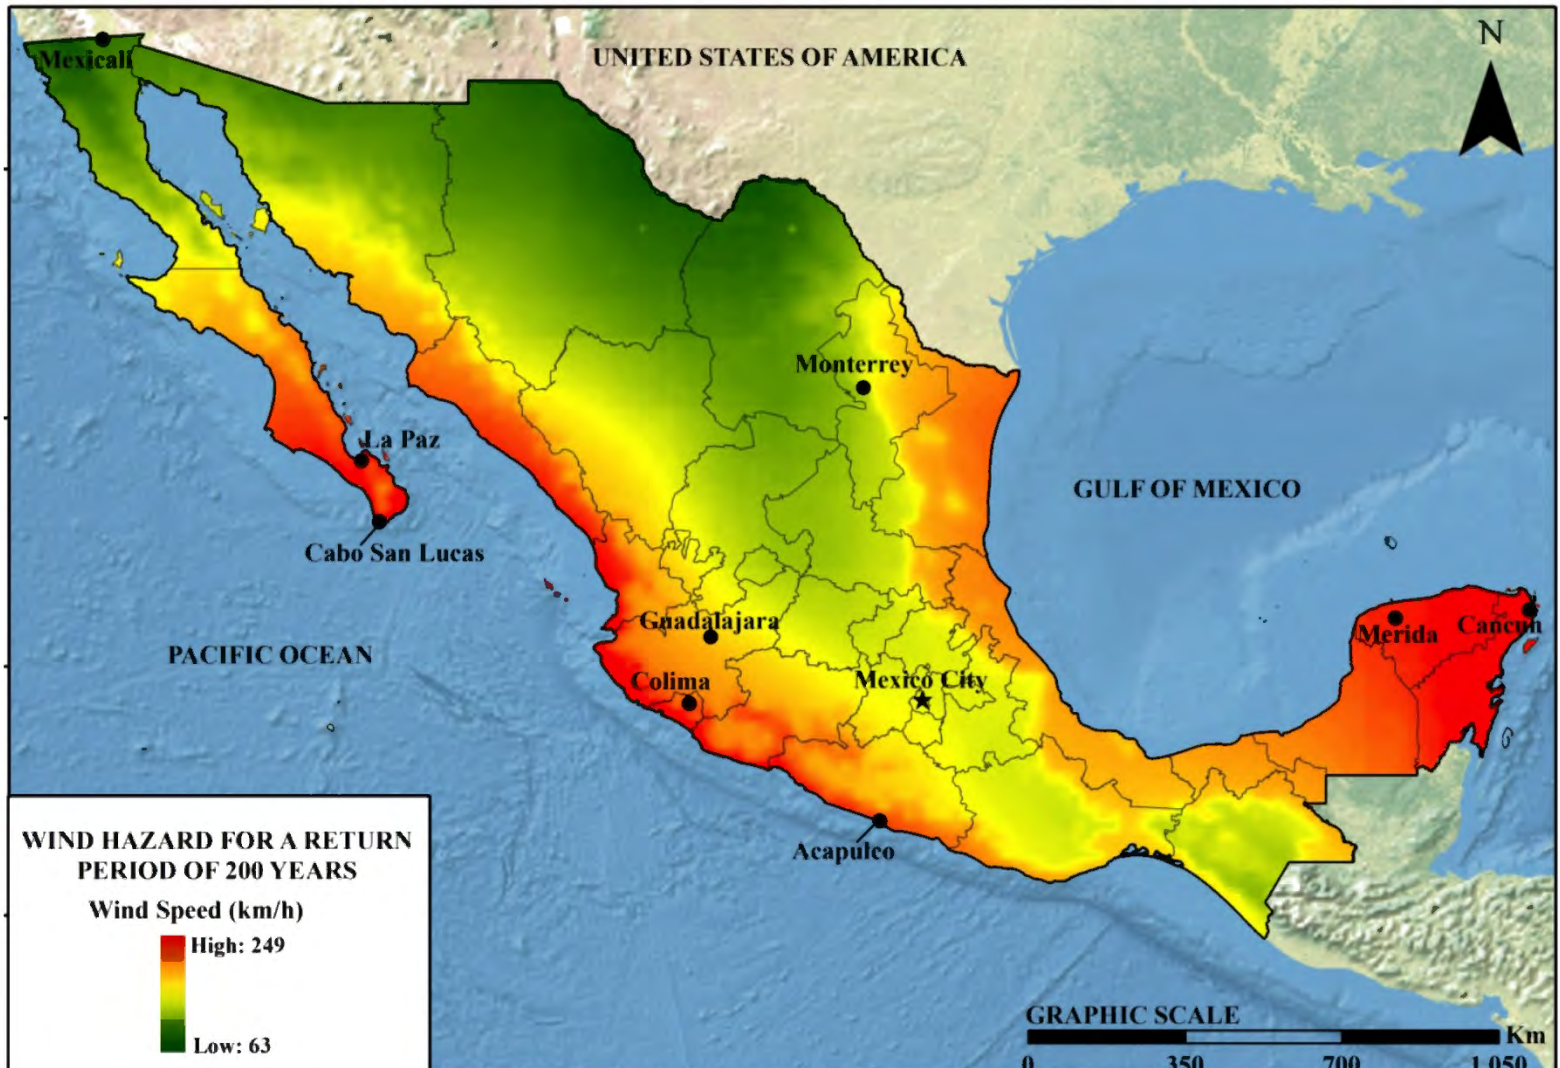 N
UNITED STATES OF AMERICA
Mexicali
Monterrey
La Paz
GULF OF MEXICO
Cabo San Lucas
Guadalajara
Merida
Cancun
PACIFIC OCEAN
Colima
Mexico City
Acapulco
WIND HAZARD FOR A RETURN
PERIOD OF 200 YEARS
Wind Speed (km/h)
High: 249
Low: 63
GRAPHIC SCALE
Km
0 350 700 1,050